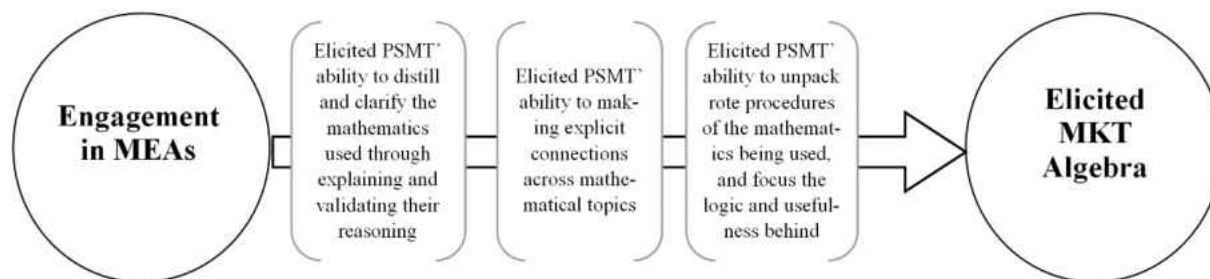 Engagement
in MEAs
Elicited PSMT`
ability to distill
and clarify the
mathematics
used through
explaining and
validating their
reasoning
Elicited PSMT`
ability to mak-
ing explicit
connections
across mathe-
matical topics
Elicited PSMT`
ability to unpack
rote procedures
of the mathemat-
ics being used,
and focus the
logic and useful-
ness behind
Elicited
MKT
Algebra